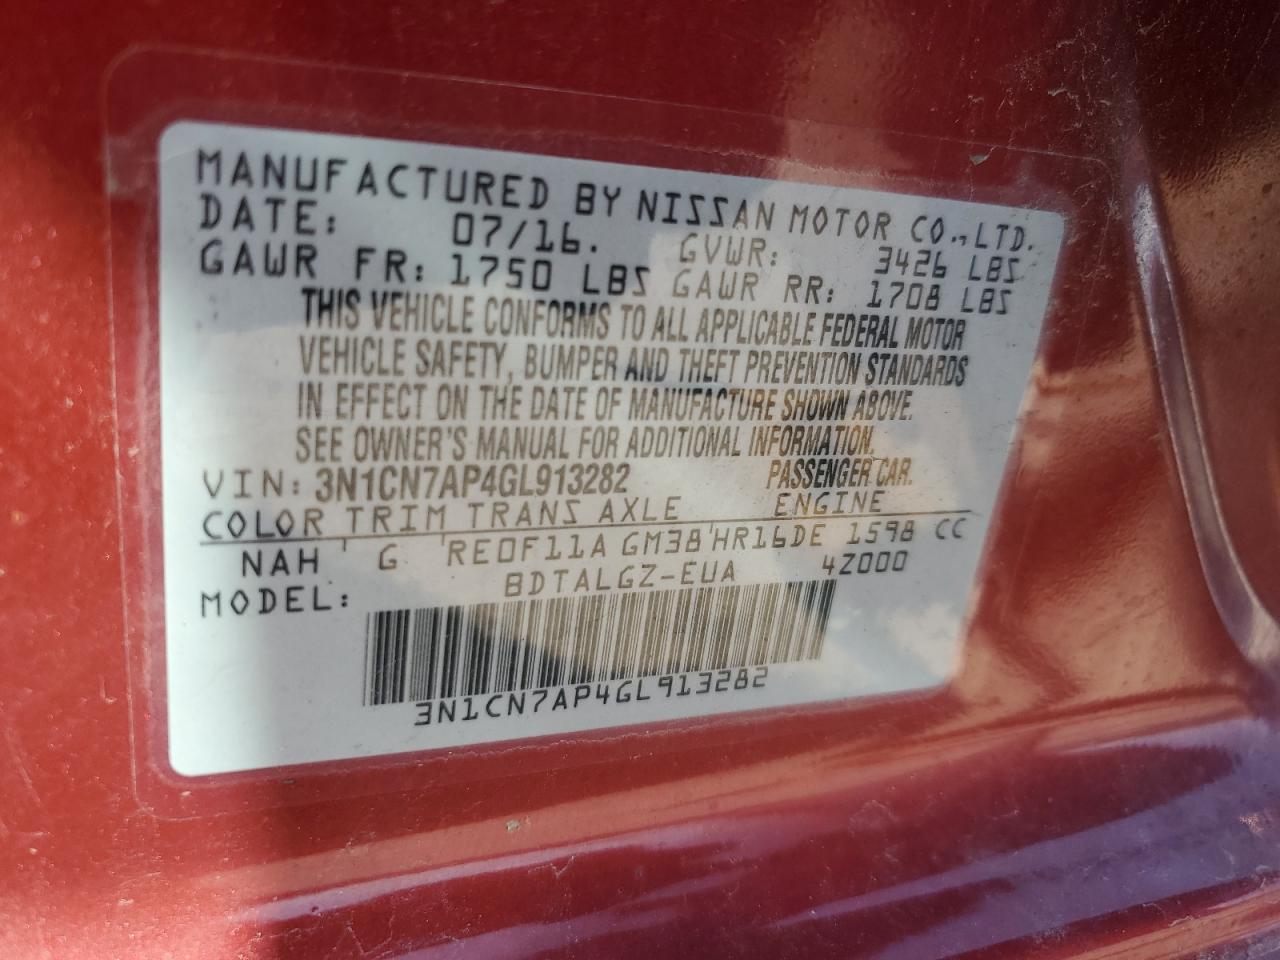 MANUFACTURED BY NISSAN MOTOR CO.,LTD.
DATE: 07/16. GVWR: 3426 LBS
GAWR FR: 1750 LBS GAWR RR: 1708 LBS
THIS VEHICLE CONFORMS TO ALL APPLICABLE FEDERAL MOTOR
VEHICLE SAFETY, BUMPER AND THEFT PREVENTION STANDARDS
IN EFFECT ON THE DATE OF MANUFACTURE SHOWN ABOVE.
SEE OWNER'S MANUAL FOR ADDITIONAL INFORMATION.
VIN: 3N1CN7AP4GL913282 PASSENGER CAR.
COLOR TRIM TRANS AXLE ENGINE
NAH ' G ' RE0F11A GM38 ' HR16DE 1598 CC
MODEL: BDTALGZ-EUA 4Z000
3N1CN7AP4GL913282